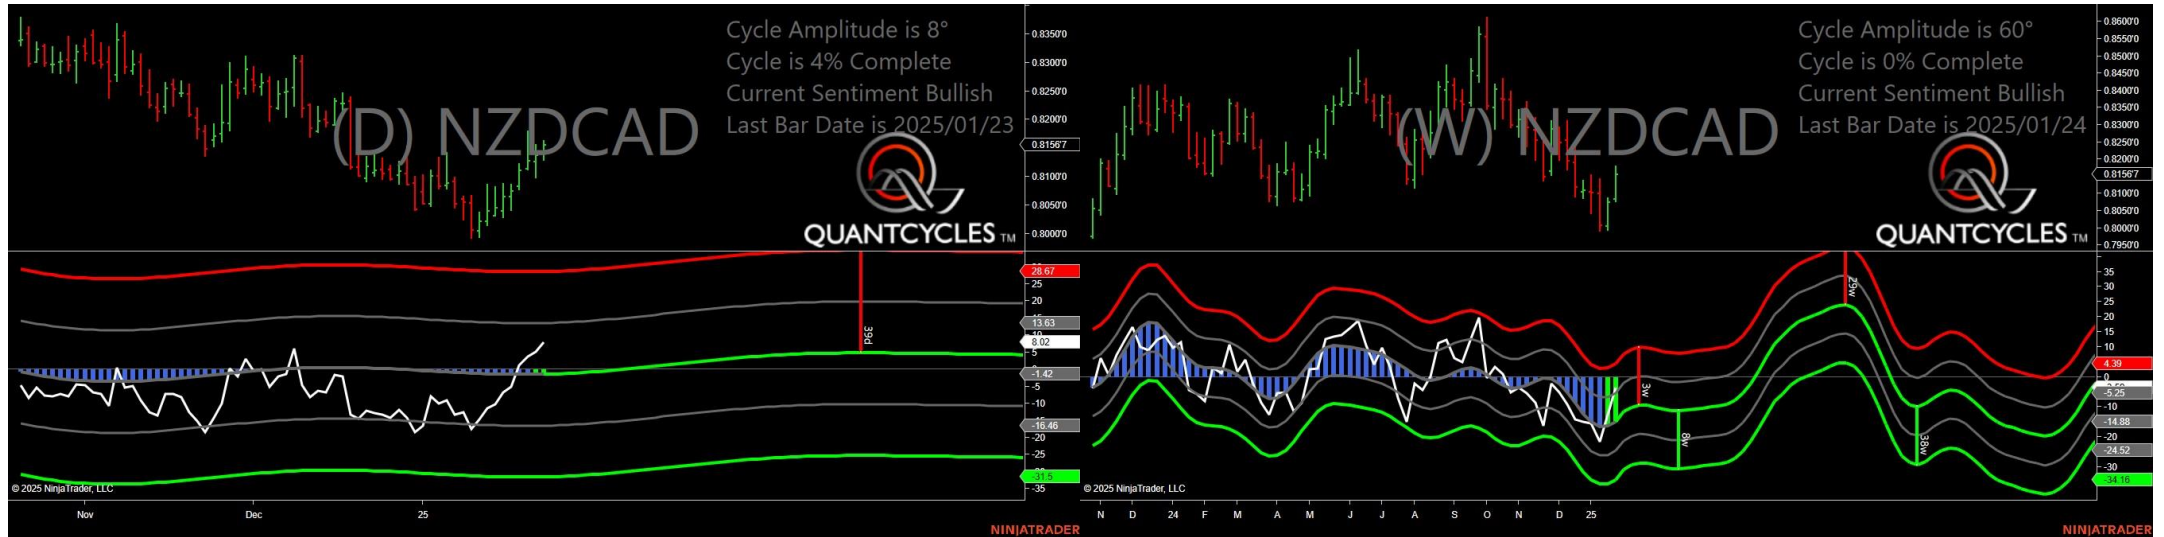 Cycle Amplitude is 8°
Cycle is 4% Complete
Current Sentiment Bullish
Last Bar Date is 2025/01/23
(D) NZDCAD
QUANTCYCLES TM
0.8350'0
0.8300'0
0.8250'0
0.8200'0
0.8156'7
0.8100'0
0.8050'0
0.8000'0
28.67
25
20
13.63
10
8.02
5
-1.42
-5
-10
-16.46
-20
-25
-31.5
-35
39d
© 2025 NinjaTrader, LLC
Nov Dec 25
NINJATRADER
Cycle Amplitude is 60°
Cycle is 0% Complete
Current Sentiment Bullish
Last Bar Date is 2025/01/24
(W) NZDCAD
QUANTCYCLES TM
0.8600'0
0.8550'0
0.8500'0
0.8450'0
0.8400'0
0.8350'0
0.8300'0
0.8250'0
0.8200'0
0.8156'7
0.8100'0
0.8050'0
0.8000'0
0.7950'0
35
30
25
20
15
10
4.39
0
-5.25
-10
-14.88
-20
-24.52
-30
-34.16
3w
8w
29w
38w
© 2025 NinjaTrader, LLC
N D 24 F M A M J J A S O N D 25
NINJATRADER